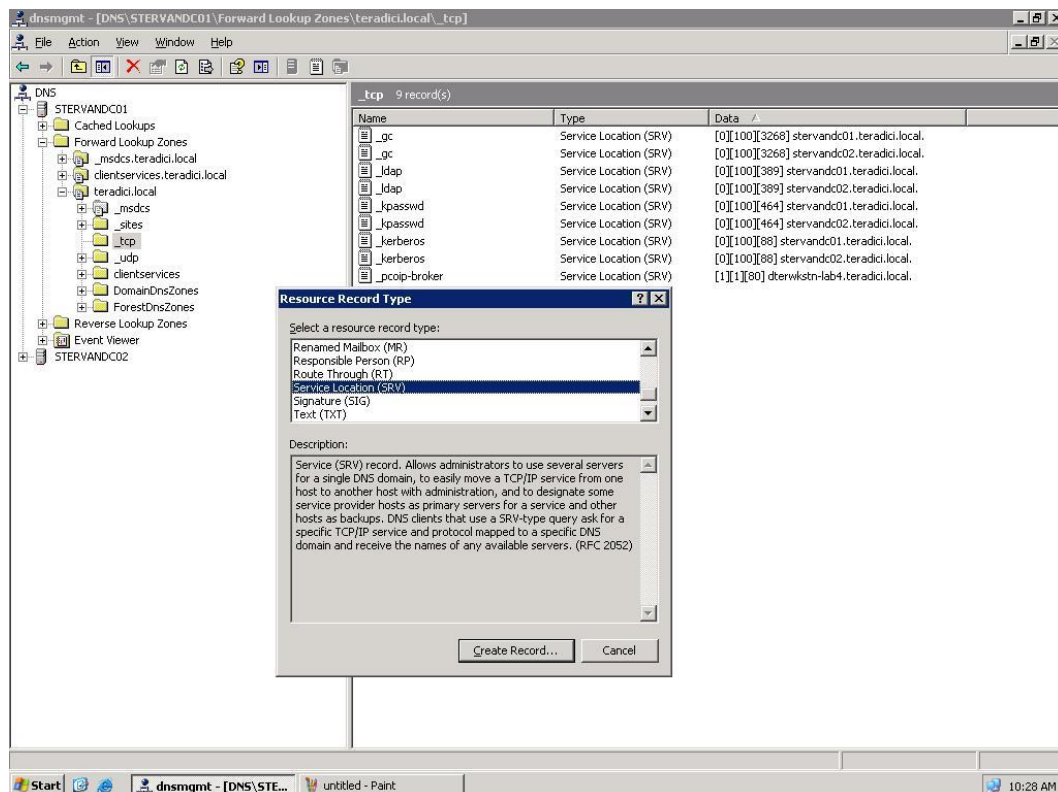 dnsmgmt - [DNS\STERVANDC01\Forward Lookup Zones\teradici.local\_tcp]
File Action View Window Help
DNS
STERVANDC01
Cached Lookups
Forward Lookup Zones
_msdcs.teradici.local
clientservices.teradici.local
teradici.local
_msdcs
_sites
_tcp
_udp
clientservices
DomainDnsZones
ForestDnsZones
Reverse Lookup Zones
Event Viewer
STERVANDC02
_tcp 9 record(s)
Name Type Data
_gc Service Location (SRV) [0][100][3268] stervandc01.teradici.local.
_gc Service Location (SRV) [0][100][3268] stervandc02.teradici.local.
_ldap Service Location (SRV) [0][100][389] stervandc01.teradici.local.
_ldap Service Location (SRV) [0][100][389] stervandc02.teradici.local.
_kpasswd Service Location (SRV) [0][100][464] stervandc01.teradici.local.
_kpasswd Service Location (SRV) [0][100][464] stervandc02.teradici.local.
_kerberos Service Location (SRV) [0][100][88] stervandc01.teradici.local.
_kerberos Service Location (SRV) [0][100][88] stervandc02.teradici.local.
_pcoip-broker Service Location (SRV) [1][1][80] dterwkstn-lab4.teradici.local.
Resource Record Type
Select a resource record type:
Renamed Mailbox (MR)
Responsible Person (RP)
Route Through (RT)
Service Location (SRV)
Signature (SIG)
Text (TXT)
Description:
Service (SRV) record. Allows administrators to use several servers
for a single DNS domain, to easily move a TCP/IP service from one
host to another host with administration, and to designate some
service provider hosts as primary servers for a service and other
hosts as backups. DNS clients that use a SRV-type query ask for a
specific TCP/IP service and protocol mapped to a specific DNS
domain and receive the names of any available servers. (RFC 2052)
Create Record... Cancel
Start dnsmgmt - [DNS\STE... untitled - Paint 10:28 AM